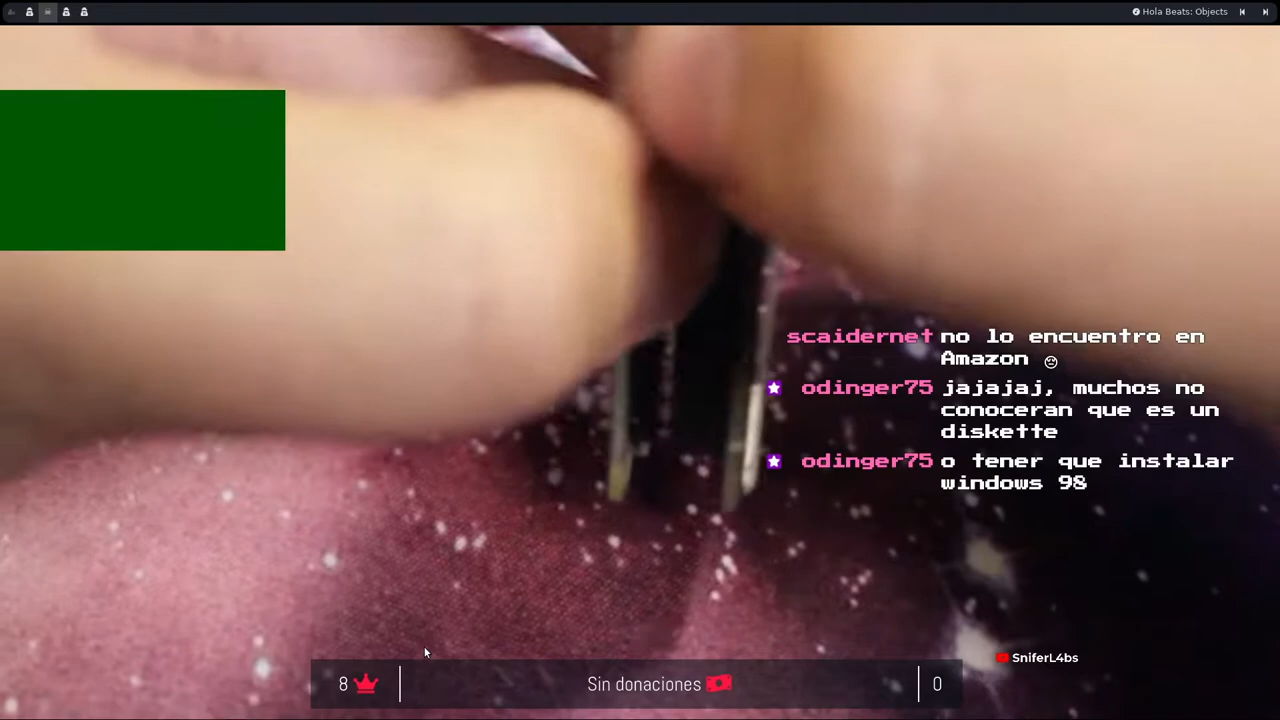 Hola Beats: Objects
scaidernet no lo encuentro en
Amazon
odinger75 jajajaj, muchos no
conoceran que es un
diskette
odinger75 o tener que instalar
windows 98
SniferL4bs
8
Sin donaciones
0